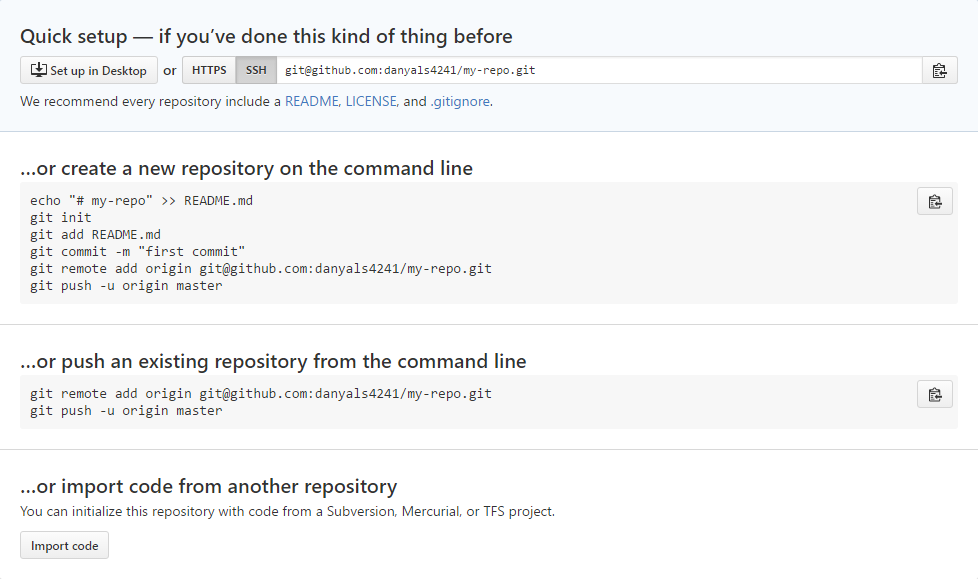 Quick setup — if you’ve done this kind of thing before
Set up in Desktop or HTTPS SSH git@github.com:danyals4241/my-repo.git
We recommend every repository include a README, LICENSE, and .gitignore.
…or create a new repository on the command line
echo "# my-repo" >> README.md
git init
git add README.md
git commit -m "first commit"
git remote add origin git@github.com:danyals4241/my-repo.git
git push -u origin master
…or push an existing repository from the command line
git remote add origin git@github.com:danyals4241/my-repo.git
git push -u origin master
…or import code from another repository
You can initialize this repository with code from a Subversion, Mercurial, or TFS project.
Import code